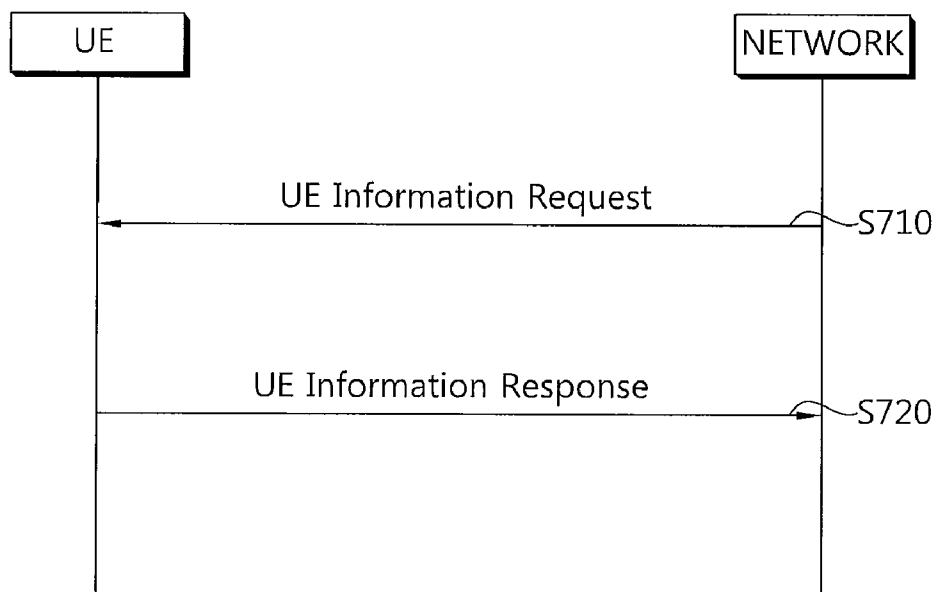 UE
NETWORK
UE Information Request
S710
UE Information Response
S720